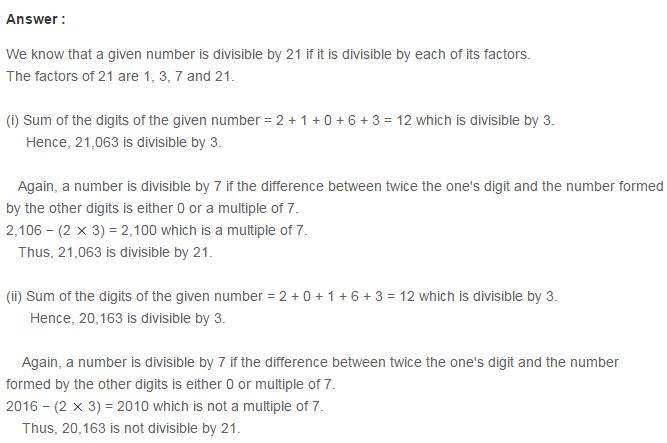 Answer :
We know that a given number is divisible by 21 if it is divisible by each of its factors.
The factors of 21 are 1, 3, 7 and 21.
(i) Sum of the digits of the given number = 2 + 1 + 0 + 6 + 3 = 12 which is divisible by 3.
Hence, 21,063 is divisible by 3.
Again, a number is divisible by 7 if the difference between twice the one's digit and the number formed
by the other digits is either 0 or a multiple of 7.
2,106 − (2 × 3) = 2,100 which is a multiple of 7.
Thus, 21,063 is divisible by 21.
(ii) Sum of the digits of the given number = 2 + 0 + 1 + 6 + 3 = 12 which is divisible by 3.
Hence, 20,163 is divisible by 3.
Again, a number is divisible by 7 if the difference between twice the one's digit and the number
formed by the other digits is either 0 or multiple of 7.
2016 − (2 × 3) = 2010 which is not a multiple of 7.
Thus, 20,163 is not divisible by 21.